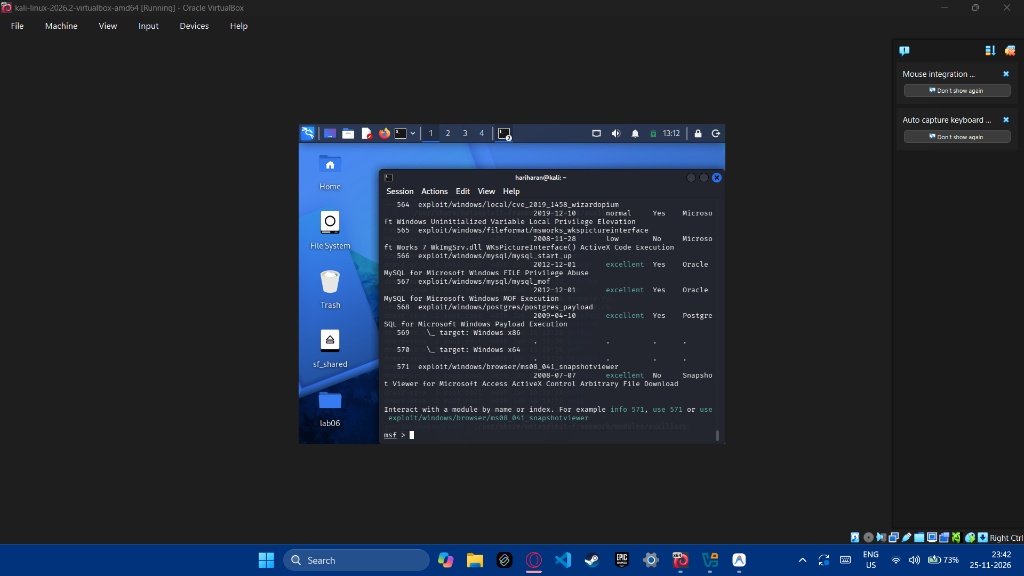 kali-linux-2026.2-virtualbox-amd64 [Running] - Oracle VirtualBox
File Machine View Input Devices Help
Mouse integration ...
Don't show again
Auto capture keyboard ...
Don't show again
1 2 3 4 13:12
Home
File System
Trash
sf_shared
lab06
hariharan@kali: ~
Session Actions Edit View Help
564 exploit/windows/local/cve_2019_1458_wizardopium
2019-12-10 normal Yes Microso
ft Windows Uninitialized Variable Local Privilege Elevation
565 exploit/windows/fileformat/msworks_wkspictureinterface
2008-11-28 low No Microso
ft Works 7 WkImgSrv.dll WKsPictureInterface() ActiveX Code Execution
566 exploit/windows/mysql/mysql_start_up
2012-12-01 excellent Yes Oracle
MySQL for Microsoft Windows FILE Privilege Abuse
567 exploit/windows/mysql/mysql_mof
2012-12-01 excellent Yes Oracle
MySQL for Microsoft Windows MOF Execution
568 exploit/windows/postgres/postgres_payload
2009-04-10 excellent Yes Postgre
SQL for Microsoft Windows Payload Execution
569 \_ target: Windows x86
. . . .
570 \_ target: Windows x64
. . . .
571 exploit/windows/browser/ms08_041_snapshotviewer
2008-07-07 excellent No Snapsho
t Viewer for Microsoft Access ActiveX Control Arbitrary File Download
Interact with a module by name or index. For example info 571, use 571 or use
exploit/windows/browser/ms08_041_snapshotviewer
msf >
Right Ctrl
Search
ENG
US
73%
23:42
25-11-2026